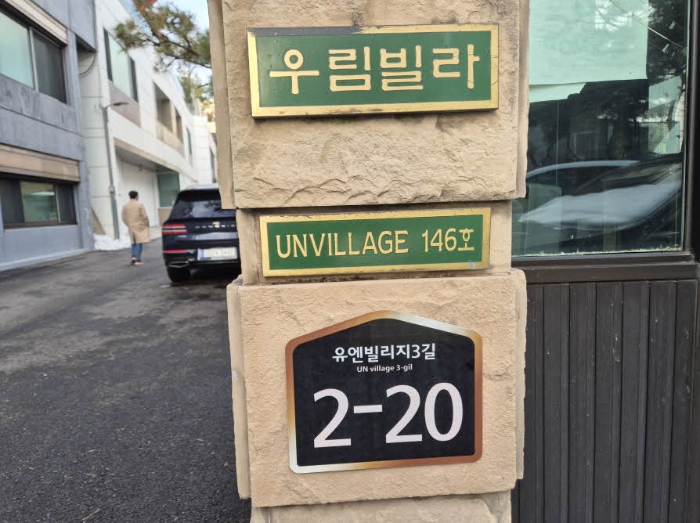 우림빌라
UNVILLAGE 146호
유엔빌리지3길
UN village 3-gil
2-20